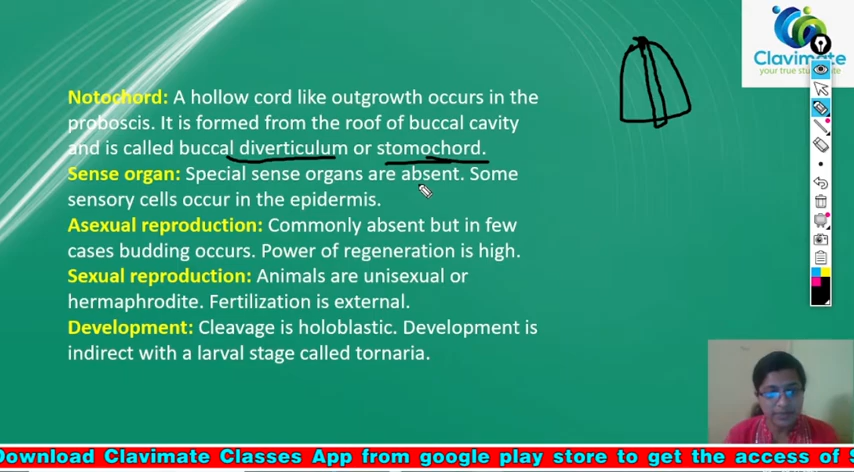 Clavimate
your true study mate
Notochord: A hollow cord like outgrowth occurs in the
proboscis. It is formed from the roof of buccal cavity
and is called buccal diverticulum or stomochord.
Sense organ: Special sense organs are absent. Some
sensory cells occur in the epidermis.
Asexual reproduction: Commonly absent but in few
cases budding occurs. Power of regeneration is high.
Sexual reproduction: Animals are unisexual or
hermaphrodite. Fertilization is external.
Development: Cleavage is holoblastic. Development is
indirect with a larval stage called tornaria.
Download Clavimate Classes App from google play store to get the access of